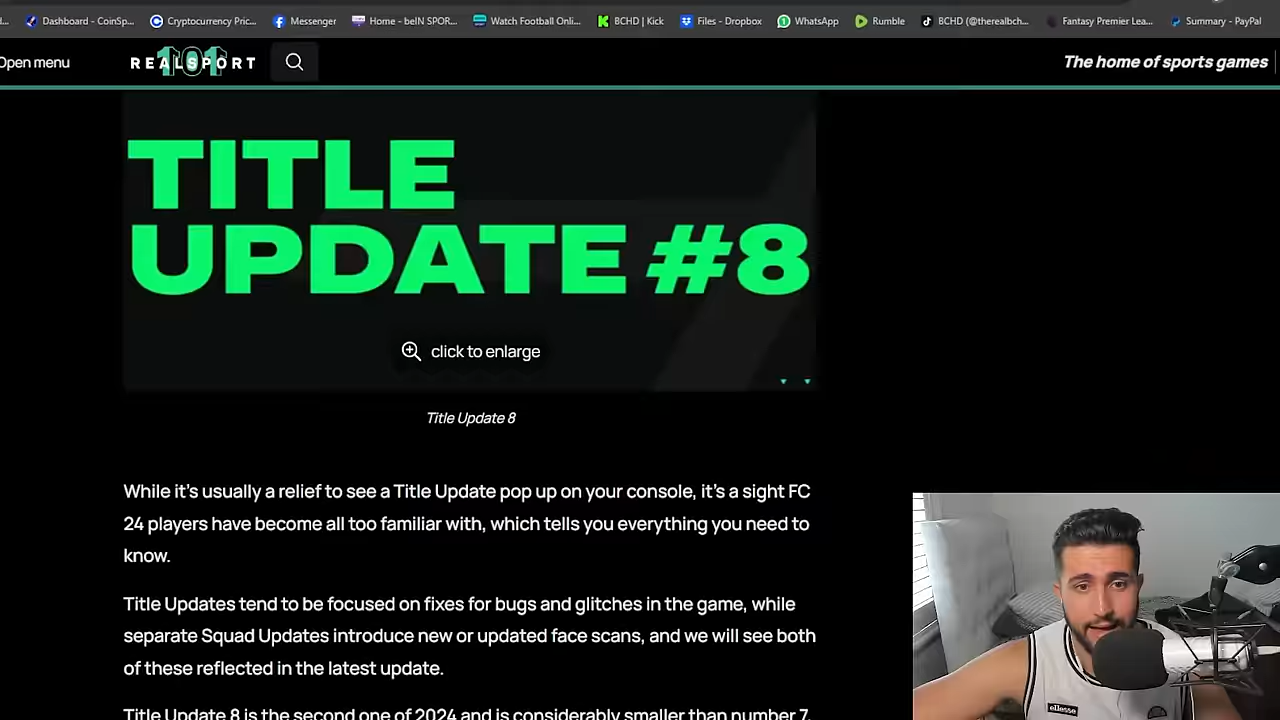 Dashboard - CoinSp...
Cryptocurrency Pric...
Messenger
Home - beIN SPOR...
Watch Football Onli...
BCHD | Kick
Files - Dropbox
WhatsApp
Rumble
BCHD (@therealbch...
Fantasy Premier Lea...
Summary - PayPal
Open menu
REALSPORT
101
The home of sports games
TITLE
UPDATE #8
click to enlarge
Title Update 8
While it's usually a relief to see a Title Update pop up on your console, it's a sight FC
24 players have become all too familiar with, which tells you everything you need to
know.
Title Updates tend to be focused on fixes for bugs and glitches in the game, while
separate Squad Updates introduce new or updated face scans, and we will see both
of these reflected in the latest update.
Title Update 8 is the second one of 2024 and is considerably smaller than number 7,
ellesse